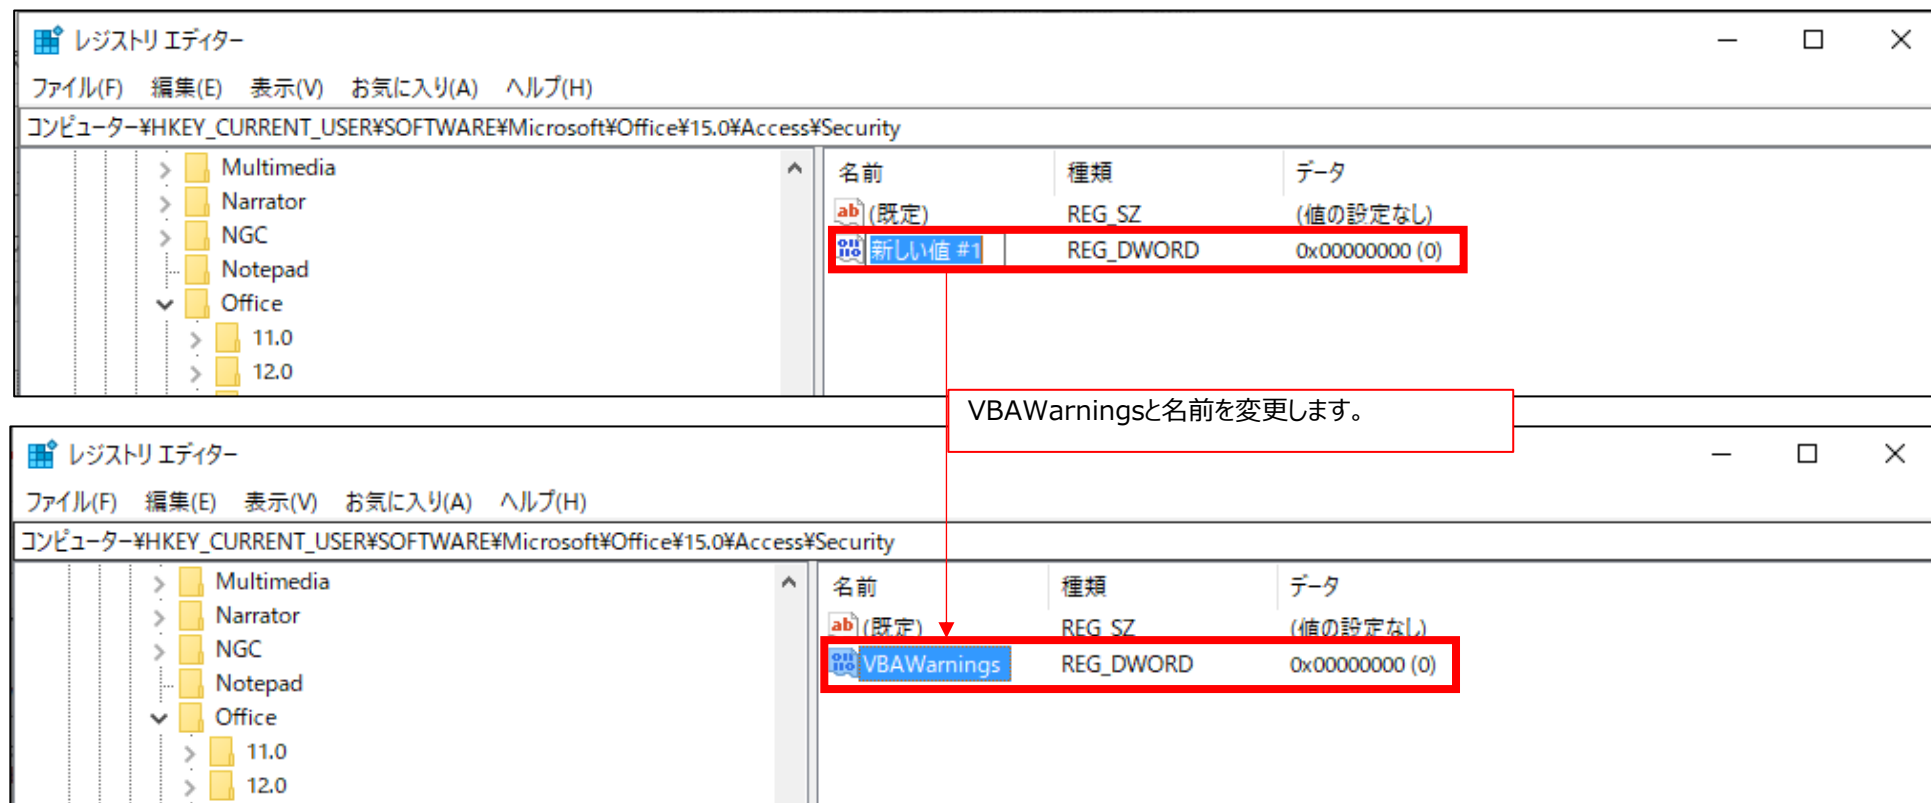 レジストリ エディター
ファイル(F) 編集(E) 表示(V) お気に入り(A) ヘルプ(H)
コンピューター¥HKEY_CURRENT_USER¥SOFTWARE¥Microsoft¥Office¥15.0¥Access¥Security
Multimedia
Narrator
NGC
Notepad
Office
11.0
12.0
名前 種類 データ
(既定) REG_SZ (値の設定なし)
新しい値 #1 REG_DWORD 0x00000000 (0)
VBAWarningsと名前を変更します。
レジストリ エディター
ファイル(F) 編集(E) 表示(V) お気に入り(A) ヘルプ(H)
コンピューター¥HKEY_CURRENT_USER¥SOFTWARE¥Microsoft¥Office¥15.0¥Access¥Security
Multimedia
Narrator
NGC
Notepad
Office
11.0
12.0
名前 種類 データ
(既定) REG_SZ (値の設定なし)
VBAWarnings REG_DWORD 0x00000000 (0)